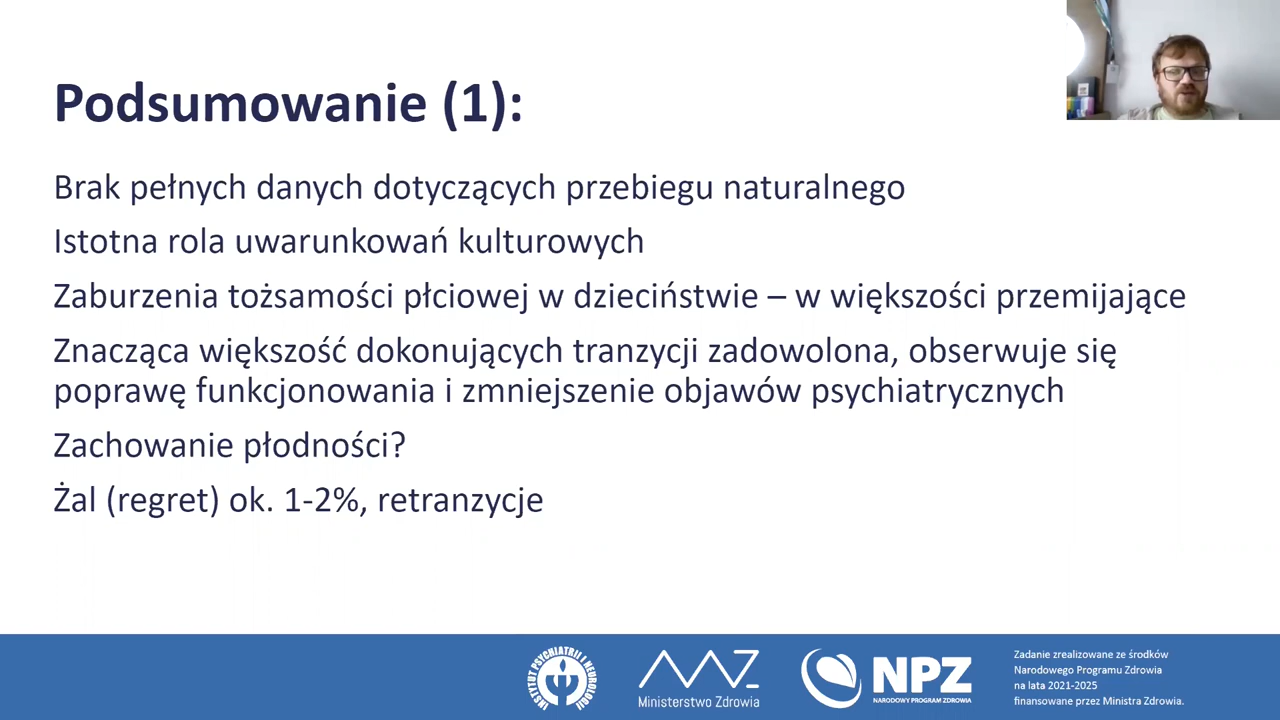 Podsumowanie (1):
Brak pełnych danych dotyczących przebiegu naturalnego
Istotna rola uwarunkowań kulturowych
Zaburzenia tożsamości płciowej w dzieciństwie – w większości przemijające
Znacząca większość dokonujących tranzycji zadowolona, obserwuje się
poprawę funkcjonowania i zmniejszenie objawów psychiatrycznych
Zachowanie płodności?
Żal (regret) ok. 1-2%, retranzycje
INSTYTUT PSYCHIATRII I NEUROLOGII
Ministerstwo Zdrowia
NPZ
NARODOWY PROGRAM ZDROWIA
Zadanie zrealizowane ze środków
Narodowego Programu Zdrowia
na lata 2021-2025
finansowane przez Ministra Zdrowia.